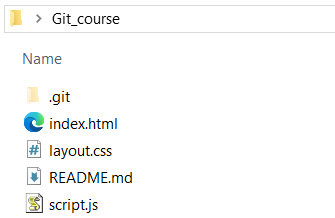 Git_course
Name
.git
index.html
layout.css
README.md
script.js